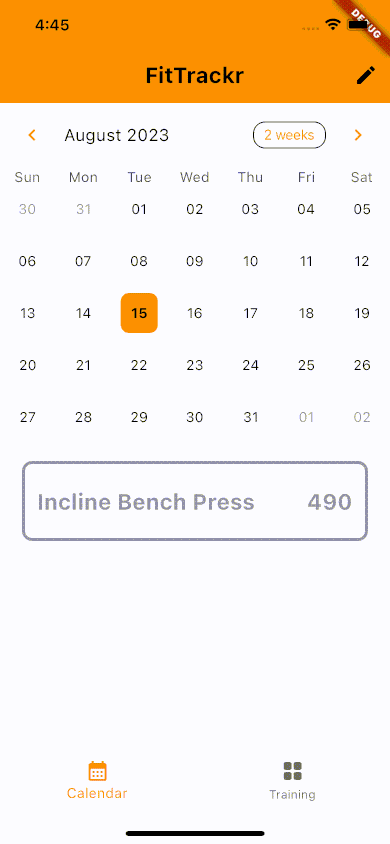 4:45
DEBUG
FitTrackr
August 2023 2 weeks
Sun Mon Tue Wed Thu Fri Sat
30 31 01 02 03 04 05
06 07 08 09 10 11 12
13 14 15 16 17 18 19
20 21 22 23 24 25 26
27 28 29 30 31 01 02
Incline Bench Press 490
Calendar Training